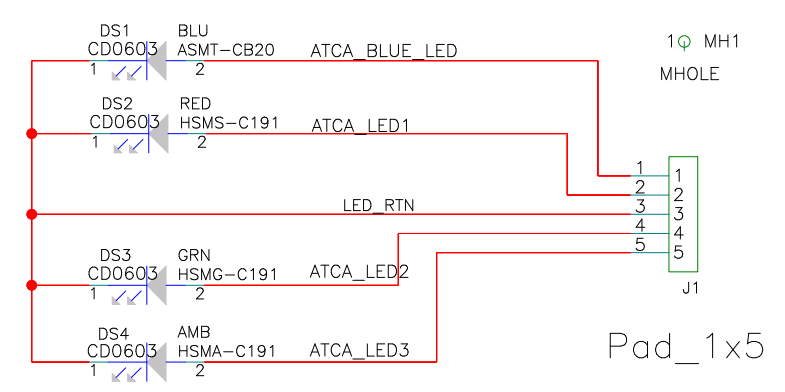 DS1 BLU
CD0603 ASMT-CB20 ATCA_BLUE_LED
1 2
1 MH1
MHOLE
DS2 RED
CD0603 HSMS-C191 ATCA_LED1
1 2
1 1
2 2
LED_RTN 3 3
4 4
5 5
J1
DS3 GRN
CD0603 HSMG-C191 ATCA_LED2
1 2
DS4 AMB
CD0603 HSMA-C191 ATCA_LED3
1 2
Pad_1x5